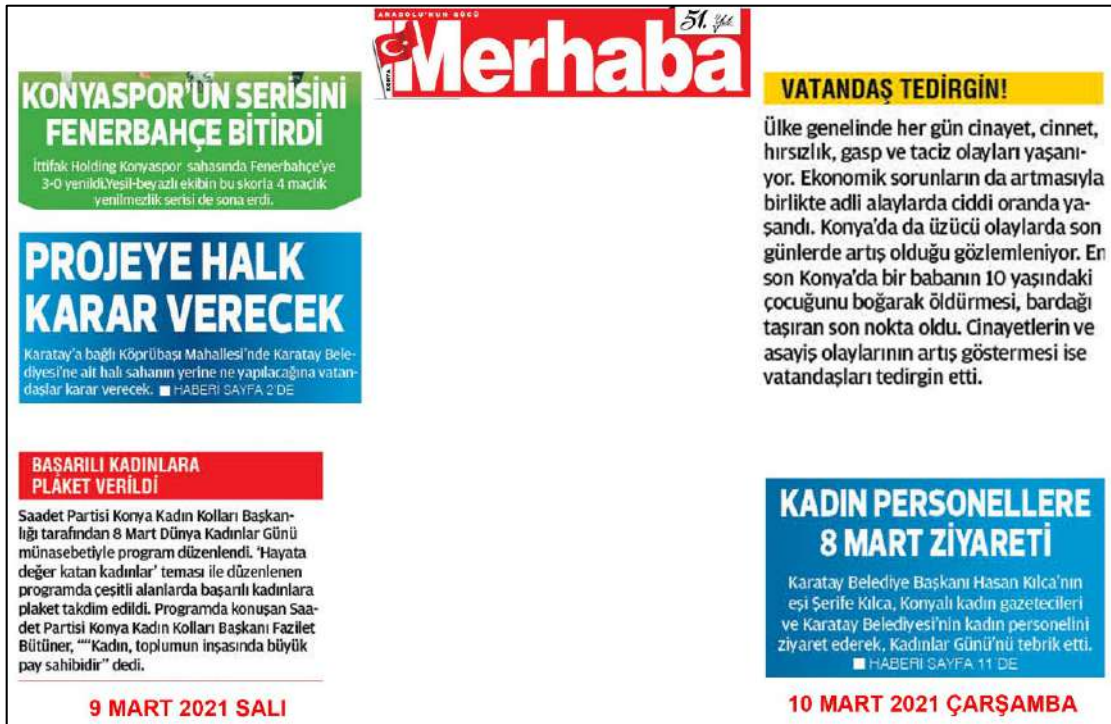 ANADOLU'NUN GÜCÜ
51. Yıl
KONYA
Merhaba
KONYASPOR'UN SERİSİNİ
FENERBAHÇE BİTİRDİ
İttifak Holding Konyaspor sahasında Fenerbahçe'ye
3-0 yenildi.Yeşil-beyazlı ekibin bu skorla 4 maçlık
yenilmezlik serisi de sona erdi.
PROJEYE HALK
KARAR VERECEK
Karatay'a bağlı Köprübaşı Mahallesi'nde Karatay Bele-
diyesi'ne ait halı sahanın yerine ne yapılacağına vatan-
daşlar karar verecek. ■ HABERİ SAYFA 2'DE
BAŞARILI KADINLARA
PLAKET VERİLDİ
Saadet Partisi Konya Kadın Kolları Başkan-
lığı tarafından 8 Mart Dünya Kadınlar Günü
münasebetiyle program düzenlendi. 'Hayata
değer katan kadınlar' teması ile düzenlenen
programda çeşitli alanlarda başarılı kadınlara
plaket takdim edildi. Programda konuşan Saa-
det Partisi Konya Kadın Kolları Başkanı Fazilet
Bütüner, ""Kadın, toplumun inşasında büyük
pay sahibidir" dedi.
9 MART 2021 SALI
VATANDAŞ TEDİRGİN!
Ülke genelinde her gün cinayet, cinnet,
hırsızlık, gasp ve taciz olayları yaşanı-
yor. Ekonomik sorunların da artmasıyla
birlikte adli alaylarda ciddi oranda ya-
şandı. Konya'da da üzücü olaylarda son
günlerde artış olduğu gözlemleniyor. En
son Konya'da bir babanın 10 yaşındaki
çocuğunu boğarak öldürmesi, bardağı
taşıran son nokta oldu. Cinayetlerin ve
asayiş olaylarının artış göstermesi ise
vatandaşları tedirgin etti.
KADIN PERSONELLERE
8 MART ZİYARETİ
Karatay Belediye Başkanı Hasan Kılca'nın
eşi Şerife Kılca, Konyalı kadın gazetecileri
ve Karatay Belediyesi'nin kadın personelini
ziyaret ederek, Kadınlar Günü'nü tebrik etti.
■ HABERİ SAYFA 11'DE
10 MART 2021 ÇARŞAMBA